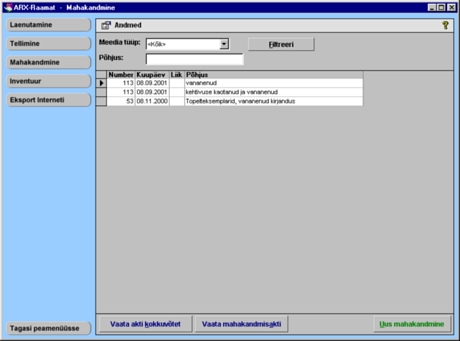 ARX-Raamat - Mahakandmine
Laenutamine
Tellimine
Mahakandmine
Inventuur
Eksport Interneti
Tagasi peamenüüsse
Andmed
?
Meedia tüüp: <Kõik>
Filtreeri
Põhjus:
Number Kuupäev Liik Põhjus
113 08.09.2001 vananenud
113 08.09.2001 kehtivuse kaotanud ja vananenud
53 08.11.2000 Topelteksemplarid, vananenud kirjandus
Vaata akti kokkuvõtet
Vaata mahakandmisakti
Uus mahakandmine